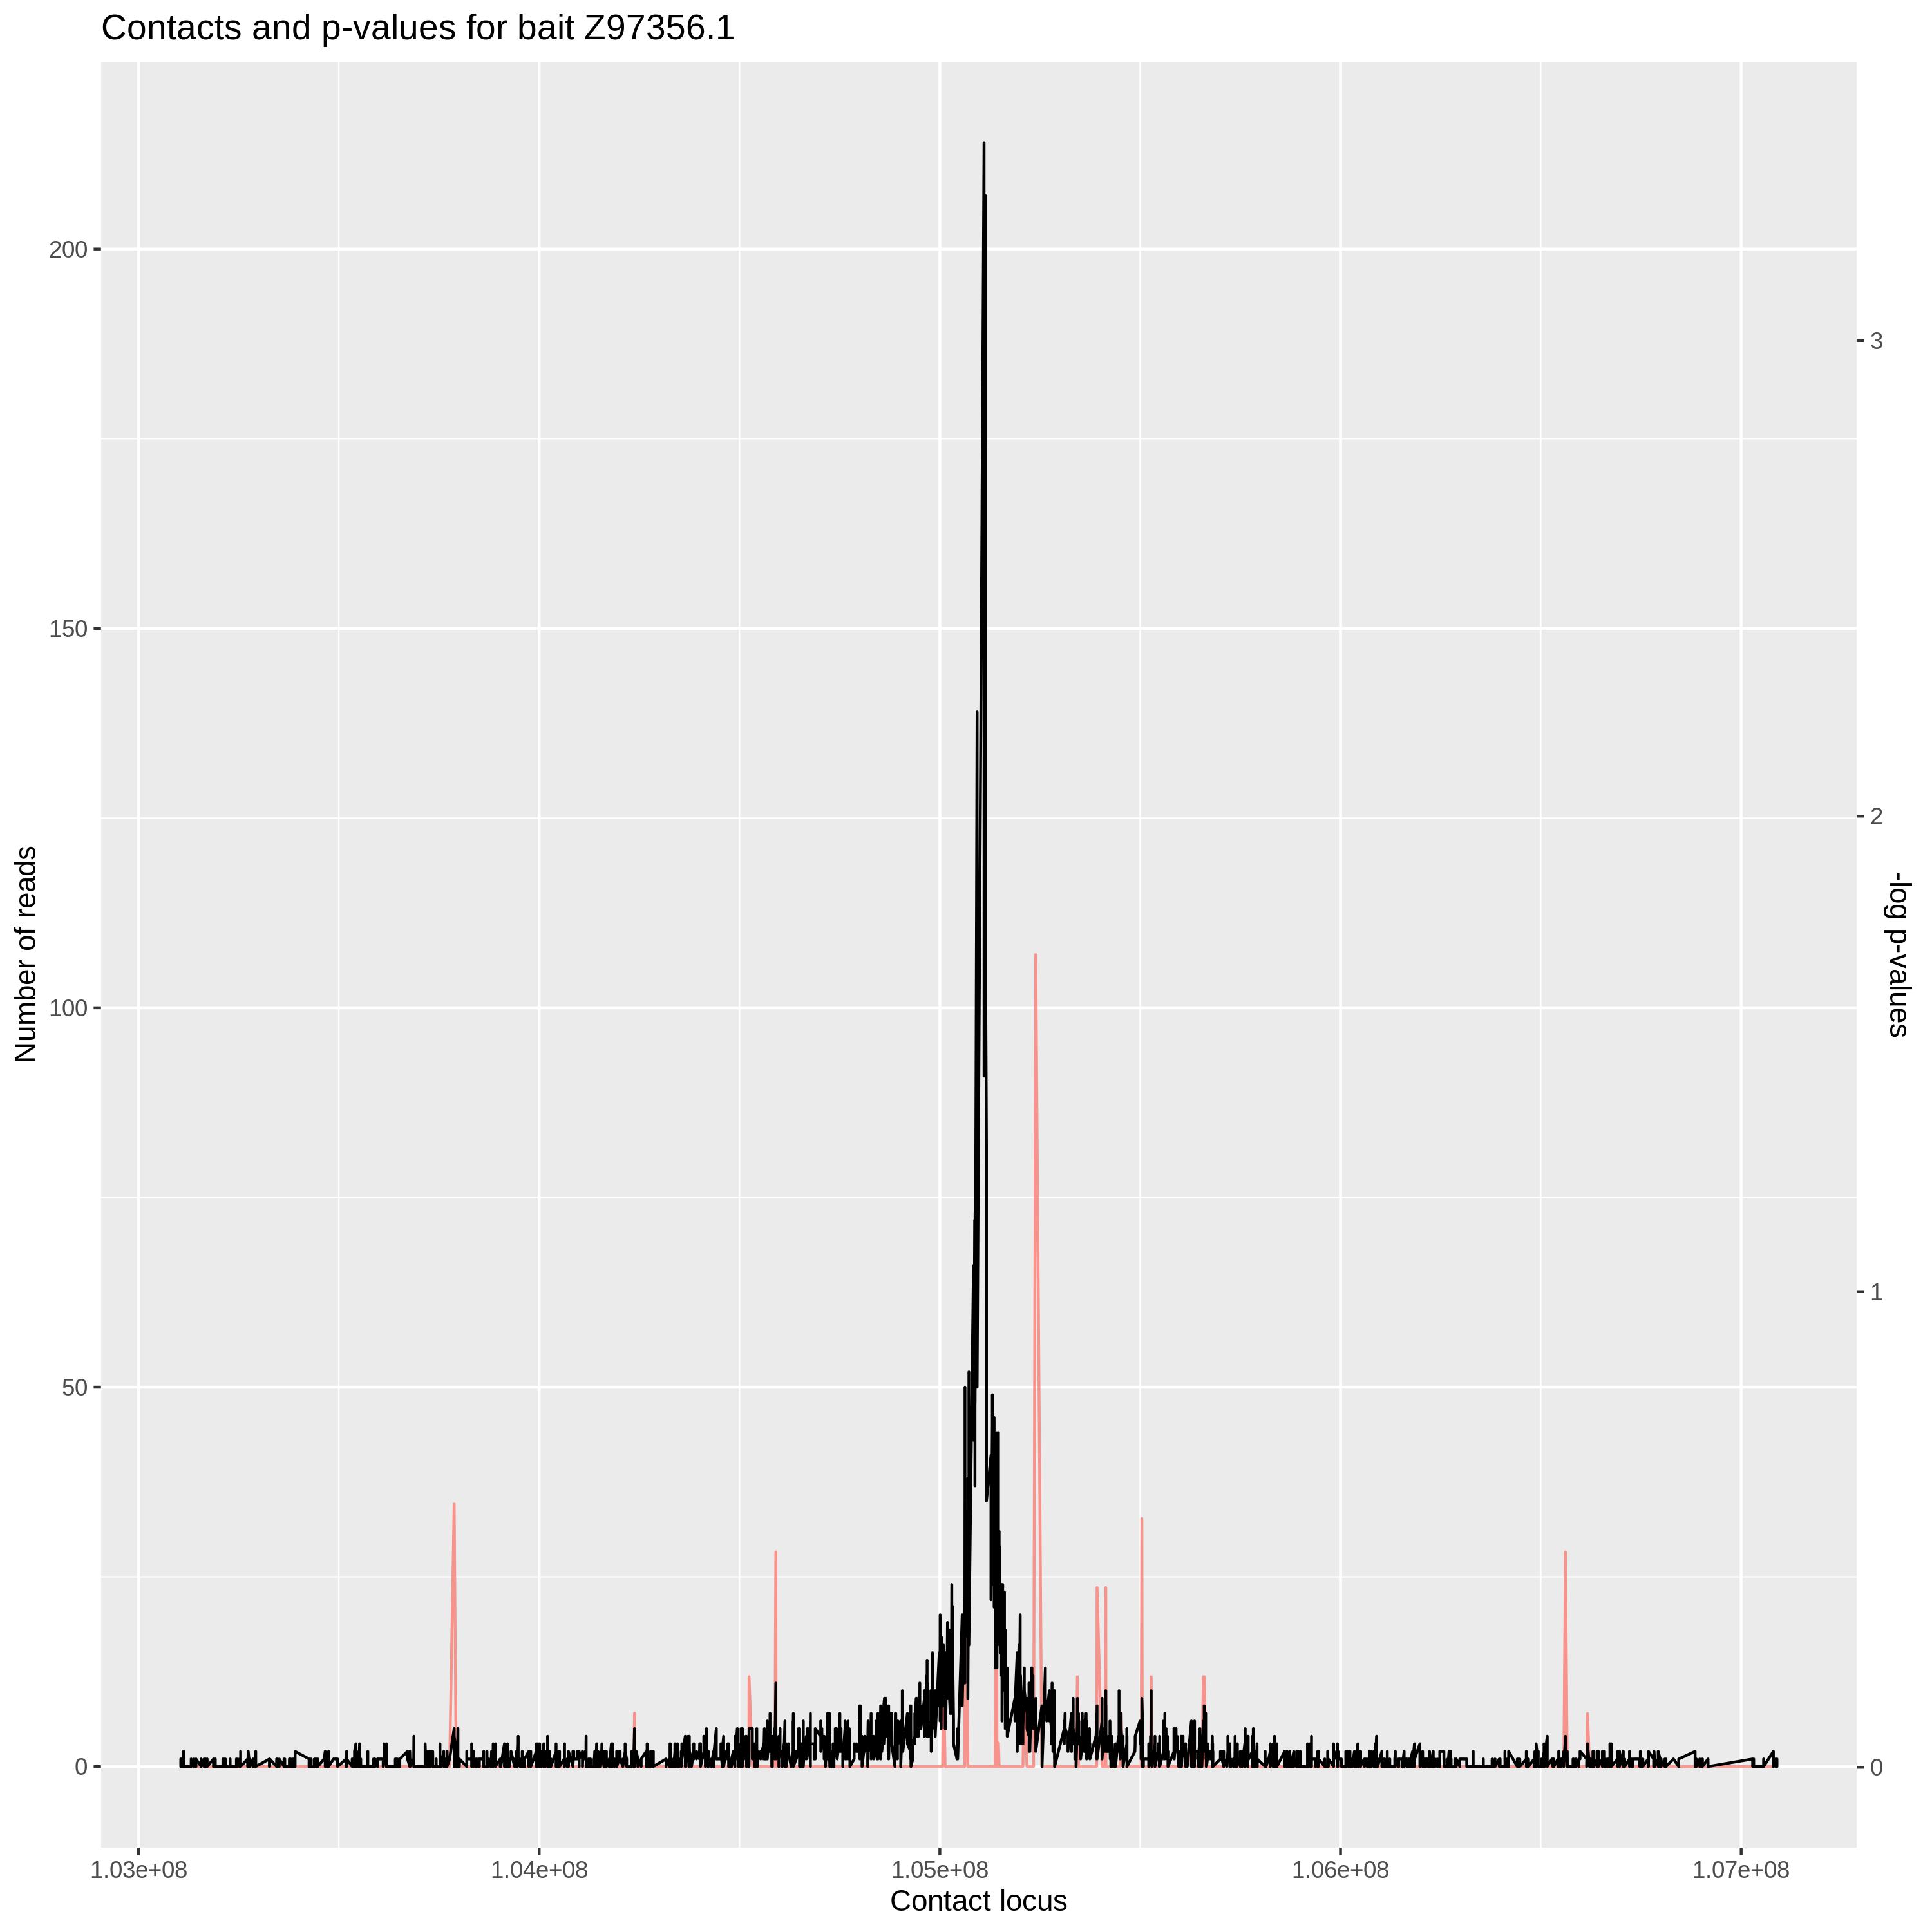 Contacts and p-values for bait Z97356.1
200
150
100
50
0
Number of reads
3
2
1
0
-log p-values
1.03e+08 1.04e+08 1.05e+08 1.06e+08 1.07e+08
Contact locus